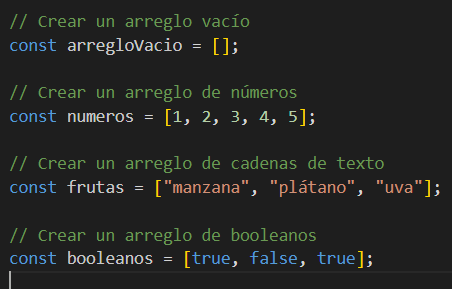 // Crear un arreglo vacío
const arregloVacio = [];
// Crear un arreglo de números
const numeros = [1, 2, 3, 4, 5];
// Crear un arreglo de cadenas de texto
const frutas = ["manzana", "plátano", "uva"];
// Crear un arreglo de booleanos
const booleanos = [true, false, true];